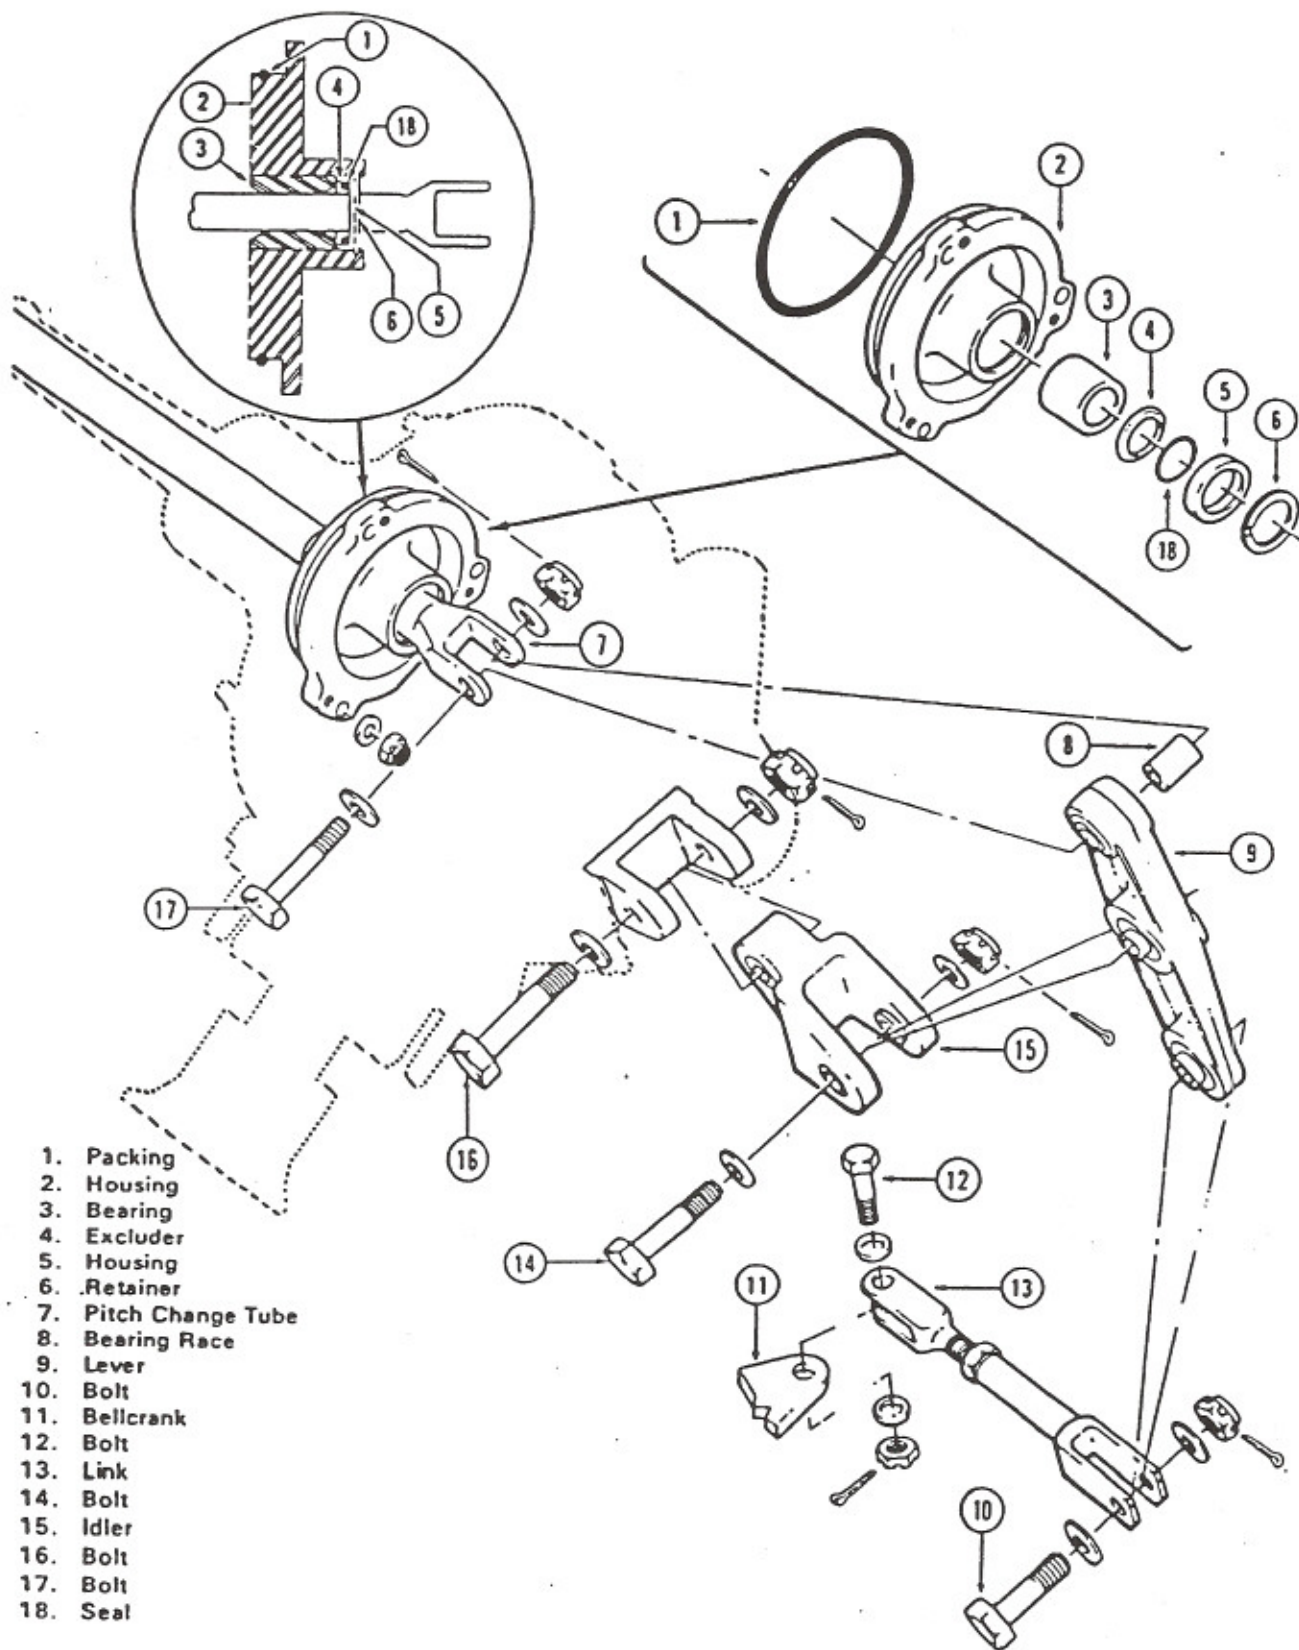 1
2
3
4
18
6
5
1
2
3
4
5
6
18
7
8
9
17
15
16
12
14
11
13
10
1. Packing
2. Housing
3. Bearing
4. Excluder
5. Housing
6. .Retainer
7. Pitch Change Tube
8. Bearing Race
9. Lever
10. Bolt
11. Bellcrank
12. Bolt
13. Link
14. Bolt
15. Idler
16. Bolt
17. Bolt
18. Seal